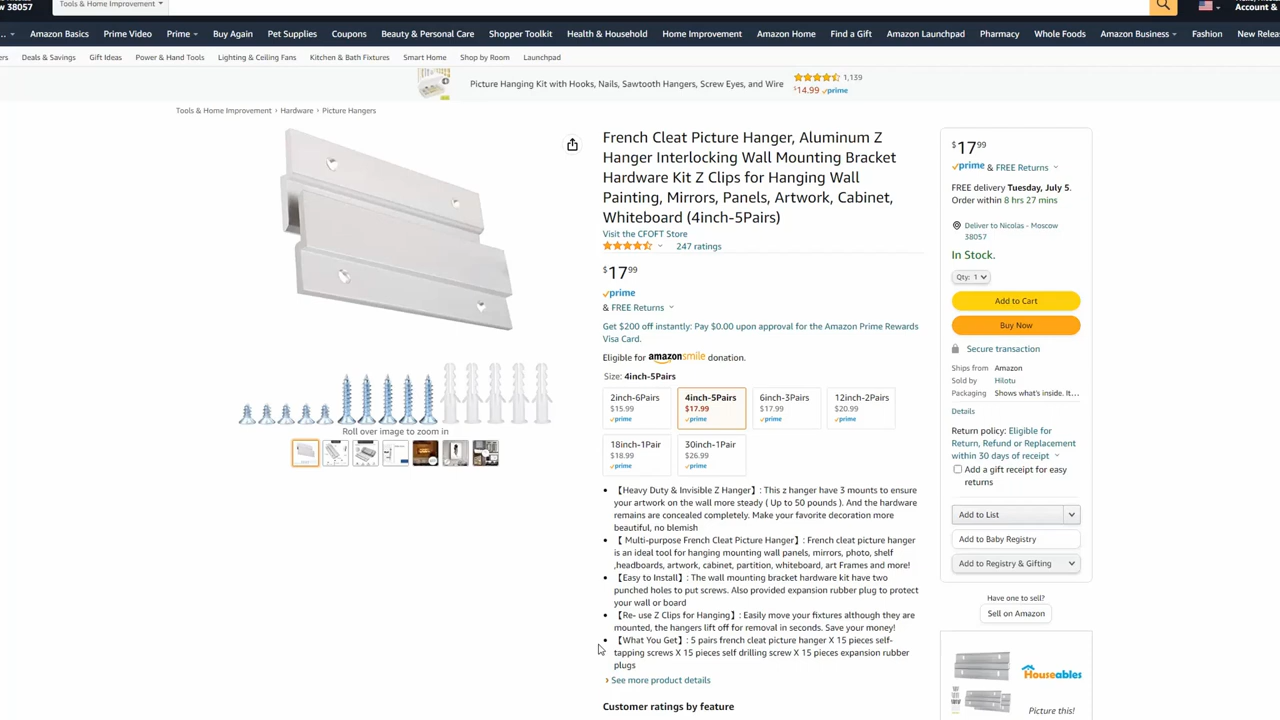 w 38057
Tools & Home Improvement
Account &
Amazon Basics Prime Video Prime Buy Again Gift Pet Supplies Coupons Beauty & Personal Care Shopper Toolkit Health & Household Home Improvement Amazon Home Find a Gift Amazon Launchpad Pharmacy Whole Foods Amazon Business Fashion New Relea
Deals & Savings Gift Ideas Power & Hand Tools Lighting & Ceiling Fans Kitchen & Bath Fixtures Smart Home Shop by Room Launchpad
Picture Hanging Kit with Hooks, Nails, Sawtooth Hangers, Screw Eyes, and Wire
1,139
$14.99 prime
Tools & Home Improvement › Hardware › Picture Hangers
Roll over image to zoom in
French Cleat Picture Hanger, Aluminum Z
Hanger Interlocking Wall Mounting Bracket
Hardware Kit Z Clips for Hanging Wall
Painting, Mirrors, Panels, Artwork, Cabinet,
Whiteboard (4inch-5Pairs)
Visit the CFOFT Store
247 ratings
$17 99
prime
& FREE Returns
Get $200 off instantly: Pay $0.00 upon approval for the Amazon Prime Rewards
Visa Card.
Eligible for amazonsmile donation.
Size: 4inch-5Pairs
2inch-6Pairs
$15.99
prime
4inch-5Pairs
$17.99
prime
6inch-3Pairs
$17.99
prime
12inch-2Pairs
$20.99
prime
18inch-1Pair
$18.99
prime
30inch-1Pair
$26.99
prime
• 【Heavy Duty & Invisible Z Hanger】: This z hanger have 3 mounts to ensure
your artwork on the wall more steady ( Up to 50 pounds ). And the hardware
remains are concealed completely. Make your favorite decoration more
beautiful, no blemish
• 【 Multi-purpose French Cleat Picture Hanger】: French cleat picture hanger
is an ideal tool for hanging mounting wall panels, mirrors, photo, shelf
,headboards, artwork, cabinet, partition, whiteboard, art Frames and more!
• 【Easy to Install】: The wall mounting bracket hardware kit have two
punched holes to put screws. Also provided expansion rubber plug to protect
your wall or board
• 【Re- use Z Clips for Hanging】: Easily move your fixtures although they are
mounted, the hangers lift off for removal in seconds. Save your money!
• 【What You Get】: 5 pairs french cleat picture hanger X 15 pieces self-
tapping screws X 15 pieces self drilling screw X 15 pieces expansion rubber
plugs
› See more product details
Customer ratings by feature
$17 99
prime & FREE Returns
FREE delivery Tuesday, July 5.
Order within 8 hrs 27 mins
Deliver to Nicolas - Moscow
38057
In Stock.
Qty: 1
Add to Cart
Buy Now
Secure transaction
Ships from Amazon
Sold by Hilotu
Packaging Shows what's inside. It…
Details
Return policy: Eligible for
Return, Refund or Replacement
within 30 days of receipt
Add a gift receipt for easy
returns
Add to List
Add to Baby Registry
Add to Registry & Gifting
Have one to sell?
Sell on Amazon
Houseables
Picture this!